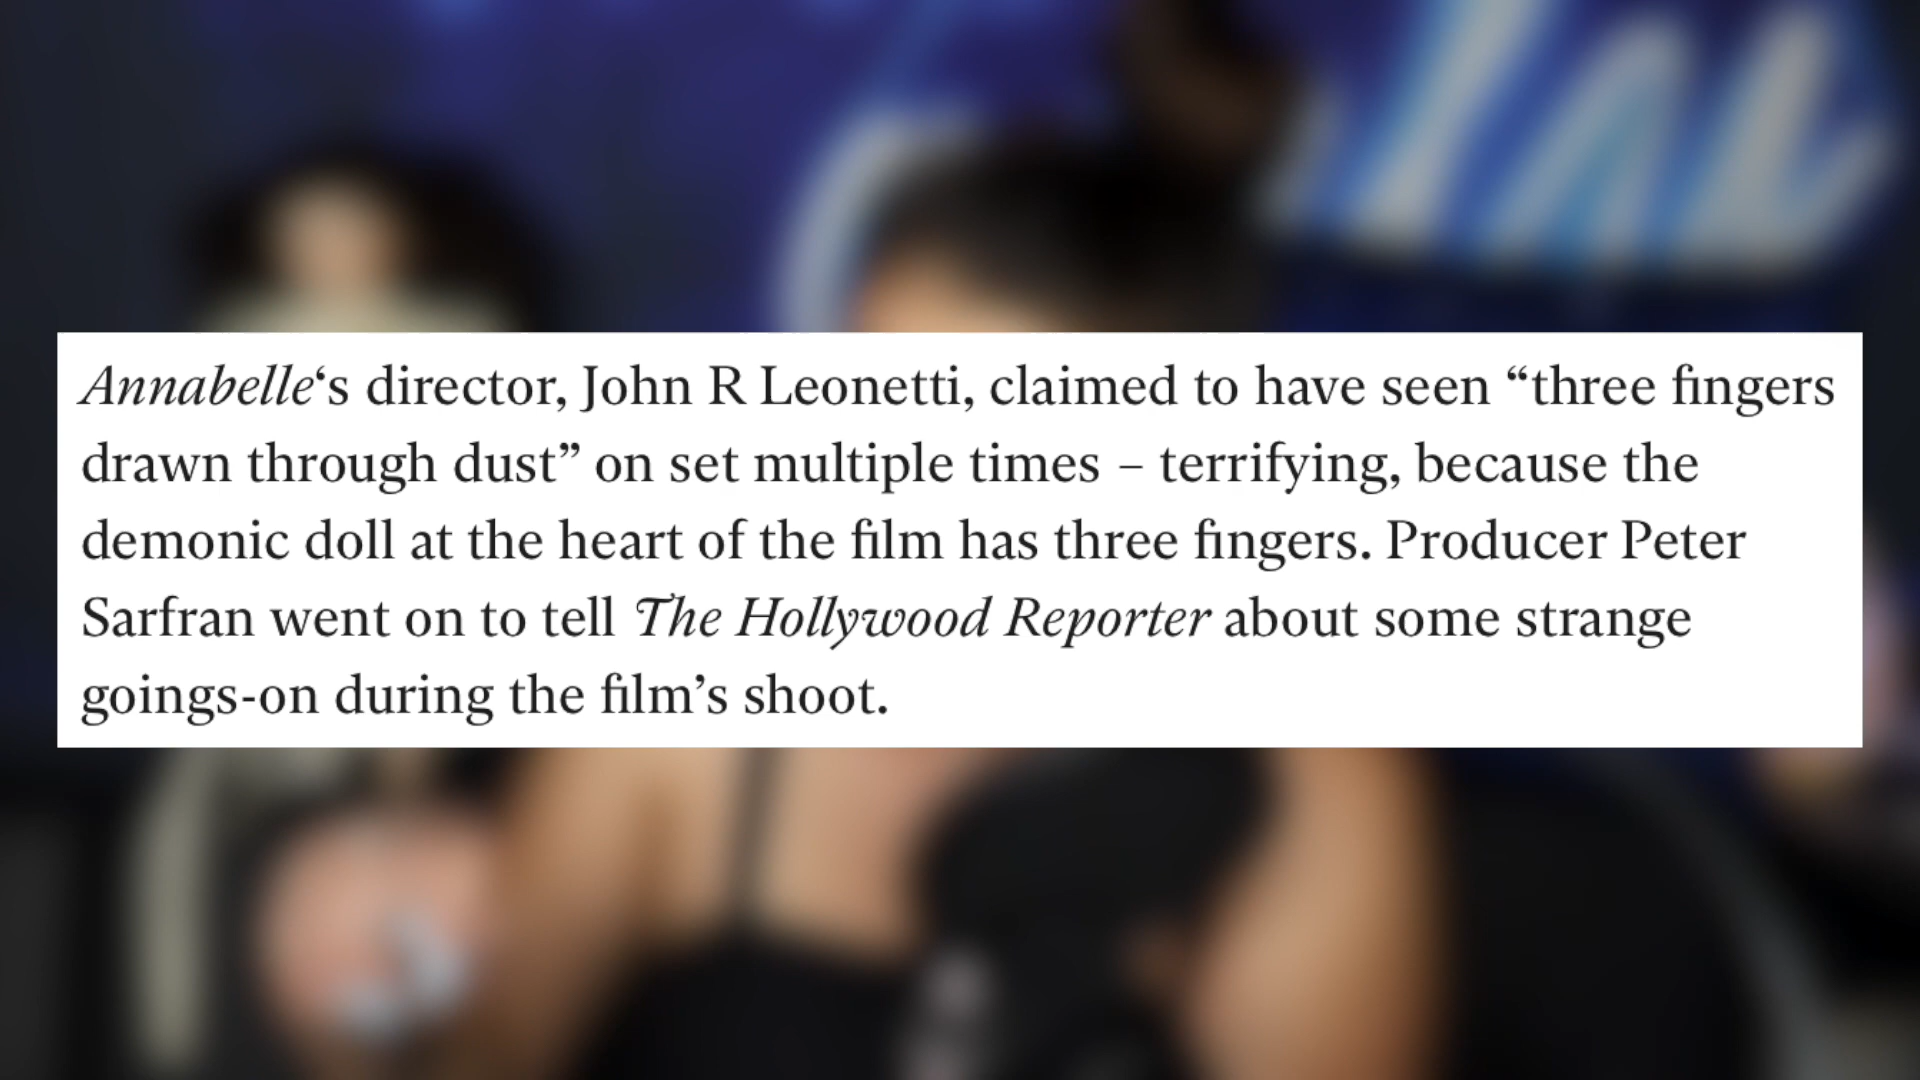 Annabelle‘s director, John R Leonetti, claimed to have seen “three fingers
drawn through dust” on set multiple times – terrifying, because the
demonic doll at the heart of the film has three fingers. Producer Peter
Sarfran went on to tell The Hollywood Reporter about some strange
goings-on during the film’s shoot.